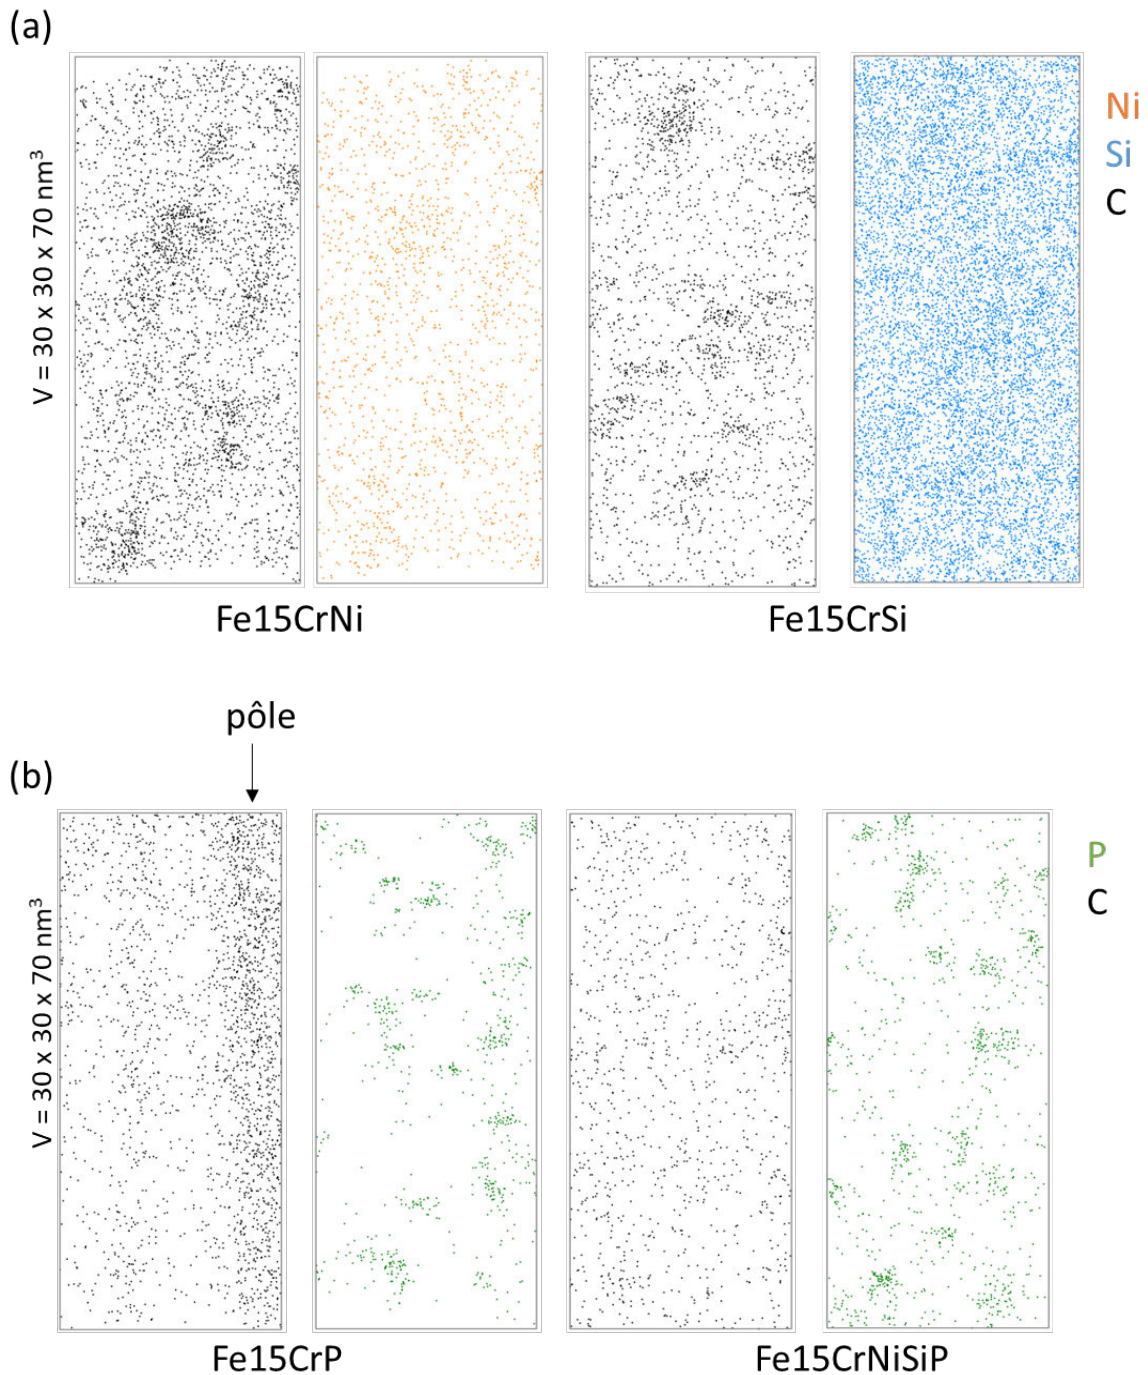 (a)
V = 30 x 30 x 70 nm³
Ni
Si
C
Fe15CrNi
Fe15CrSi
pôle
(b)
V = 30 x 30 x 70 nm³
P
C
Fe15CrP
Fe15CrNiSiP